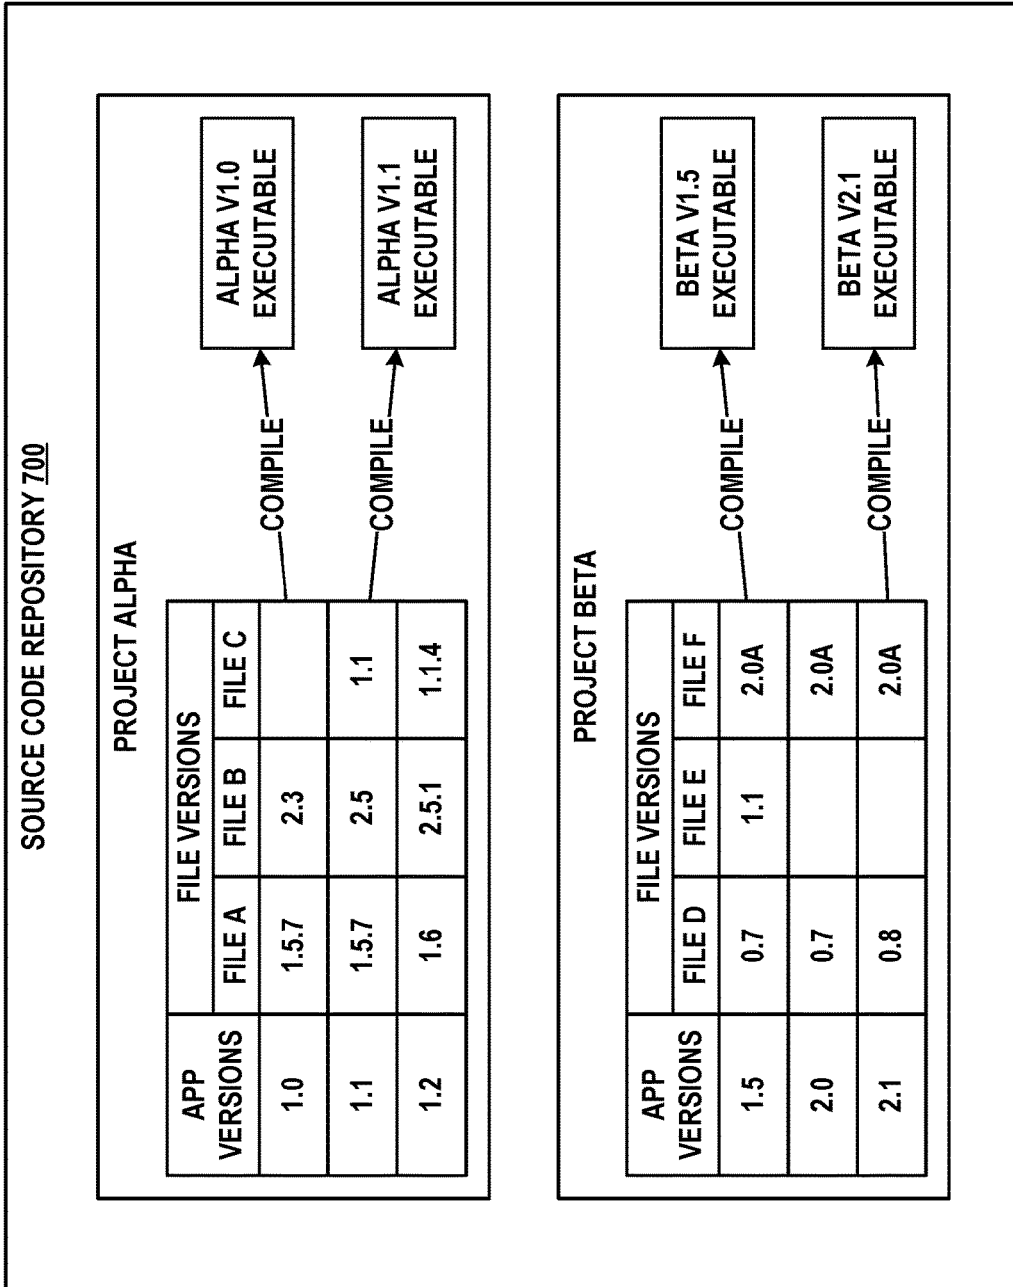 SOURCE CODE REPOSITORY 700
PROJECT ALPHA
APP VERSIONS
FILE VERSIONS
FILE A
FILE B
FILE C
1.0
1.5.7
2.3
1.1
1.5.7
2.5
1.1
1.2
1.6
2.5.1
1.1.4
COMPILE
ALPHA V1.0
EXECUTABLE
COMPILE
ALPHA V1.1
EXECUTABLE
PROJECT BETA
APP VERSIONS
FILE VERSIONS
FILE D
FILE E
FILE F
1.5
0.7
1.1
2.0A
2.0
0.7
2.0A
2.1
0.8
2.0A
COMPILE
BETA V1.5
EXECUTABLE
COMPILE
BETA V2.1
EXECUTABLE